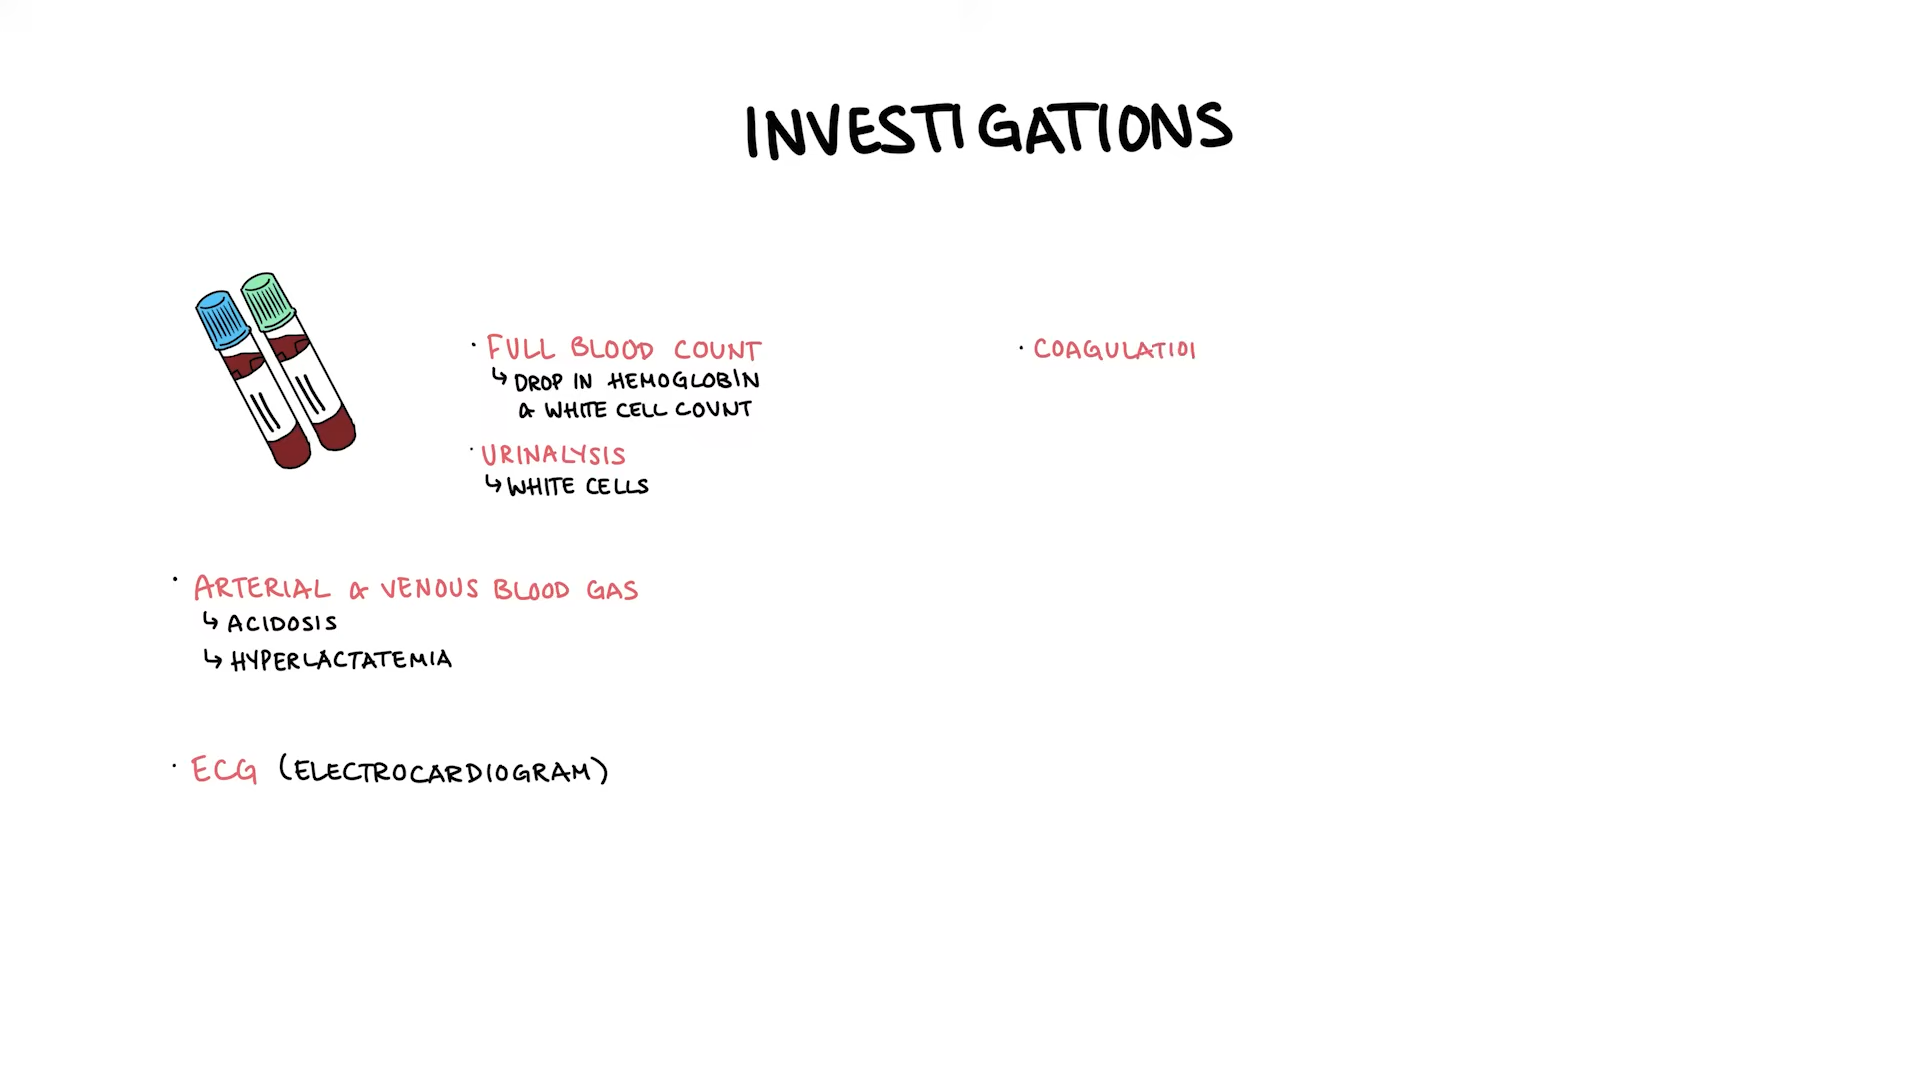 INVESTIGATIONS
· FULL BLOOD COUNT
↳ DROP IN HEMOGLOBIN
& WHITE CELL COUNT
· URINALYSIS
↳ WHITE CELLS
· COAGULATIO
· ARTERIAL & VENOUS BLOOD GAS
↳ ACIDOSIS
↳ HYPERLACTATEMIA
· ECG (ELECTROCARDIOGRAM)